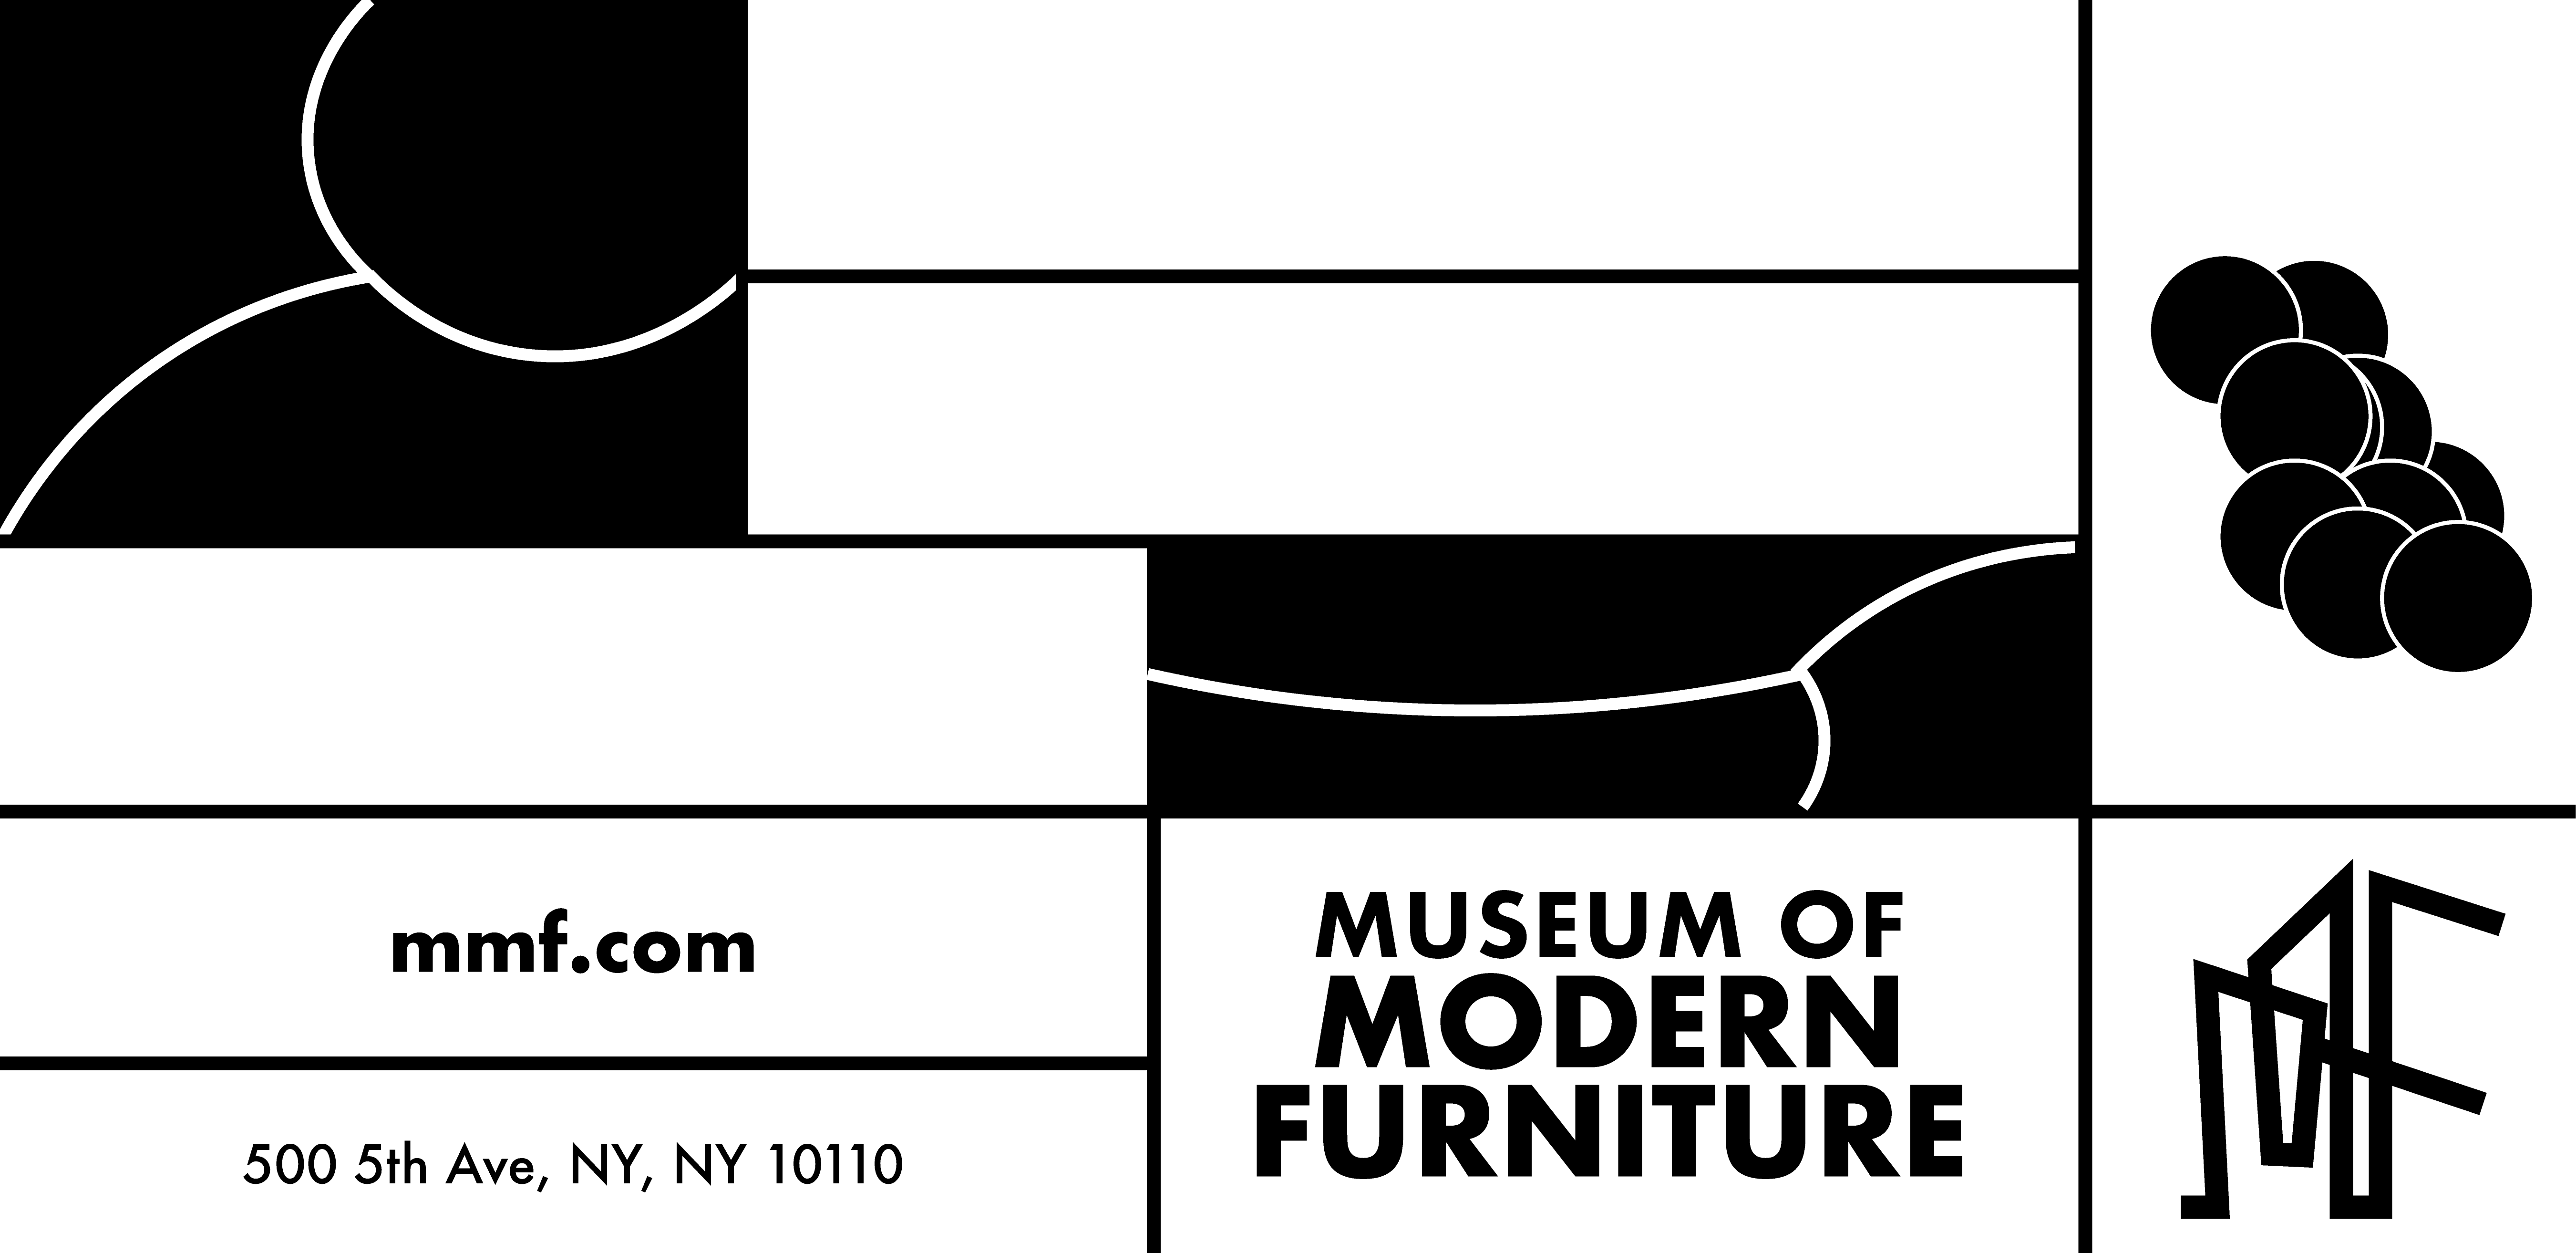 mmf.com
500 5th Ave, NY, NY 10110
MUSEUM OF
MODERN
FURNITURE